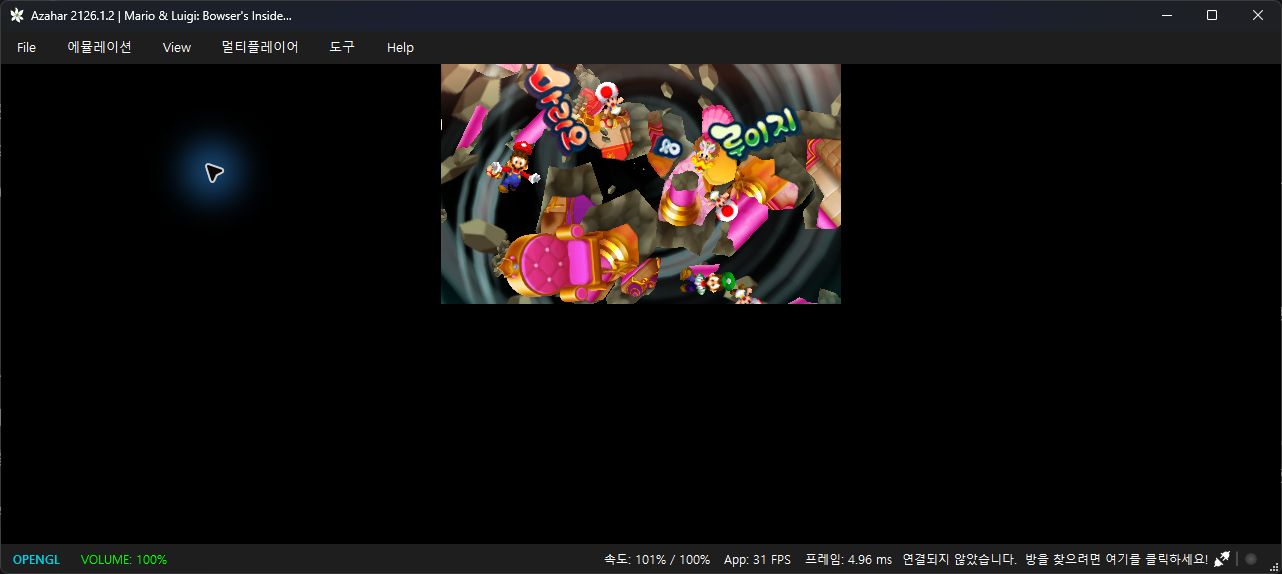 Azahar 2126.1.2 | Mario & Luigi: Bowser's Inside...
File 에뮬레이션 View 멀티플레이어 도구 Help
마리오
와
루이지
OPENGL VOLUME: 100% 속도: 101% / 100% App: 31 FPS 프레임: 4.96 ms 연결되지 않았습니다. 방을 찾으려면 여기를 클릭하세요!